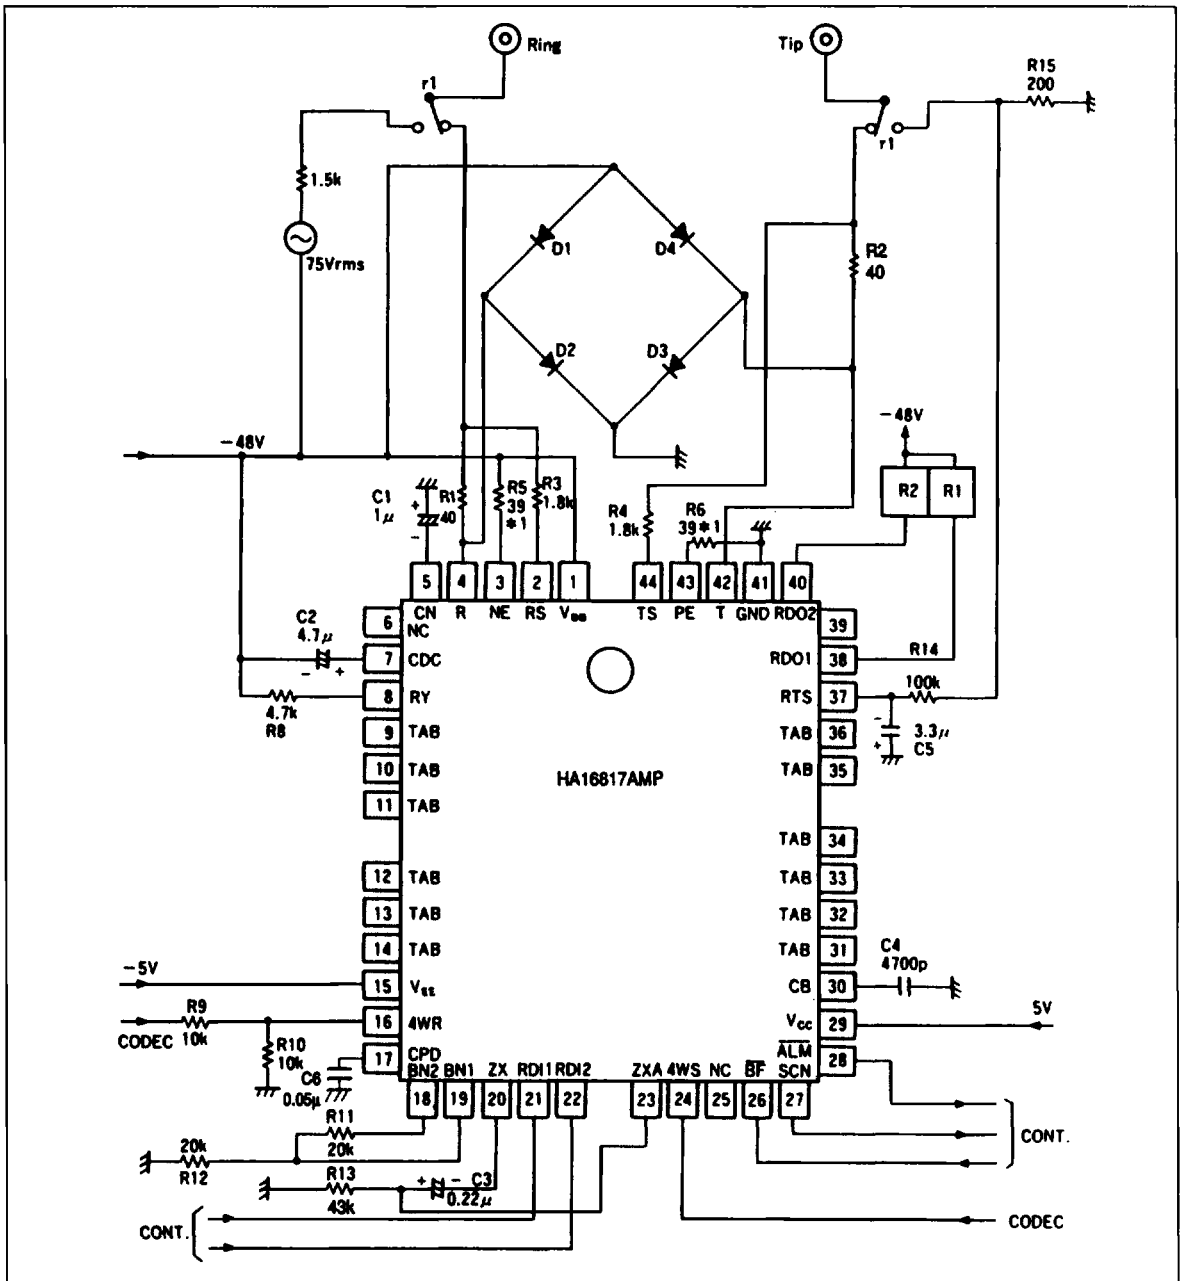 Ring
Tip
R15
200
r1
r1
1.5k
75Vrms
D1
D4
R2
40
D2
D3
-48V
-48V
R2
R1
C1
1μ
+
-
R1
40
R5
39
*1
R3
1.8k
R4
1.8k
R6
39*1
5
4
3
2
1
44
43
42
41
40
CN
R
NE
RS
VBB
TS
PE
T
GND
RDO2
6
NC
39
C2
4.7μ
-
+
7
CDC
RDO1
38
R14
100k
8
RY
RTS
37
4.7k
R8
-
+
3.3μ
C5
9
TAB
TAB
36
10
TAB
TAB
35
11
TAB
HA16817AMP
TAB
34
12
TAB
TAB
33
13
TAB
TAB
32
14
TAB
TAB
31
C4
4700p
-5V
15
VEE
CB
30
5V
R9
10k
CODEC
16
4WR
VCC
29
R10
10k
17
CPD
ALM
28
C6
0.05μ
BN2
BN1
ZX
RDI1
RDI2
ZXA
4WS
NC
BF
SCN
18
19
20
21
22
23
24
25
26
27
R11
20k
20k
R12
CONT.
R13
43k
+
-
C3
0.22μ
CONT.
CODEC